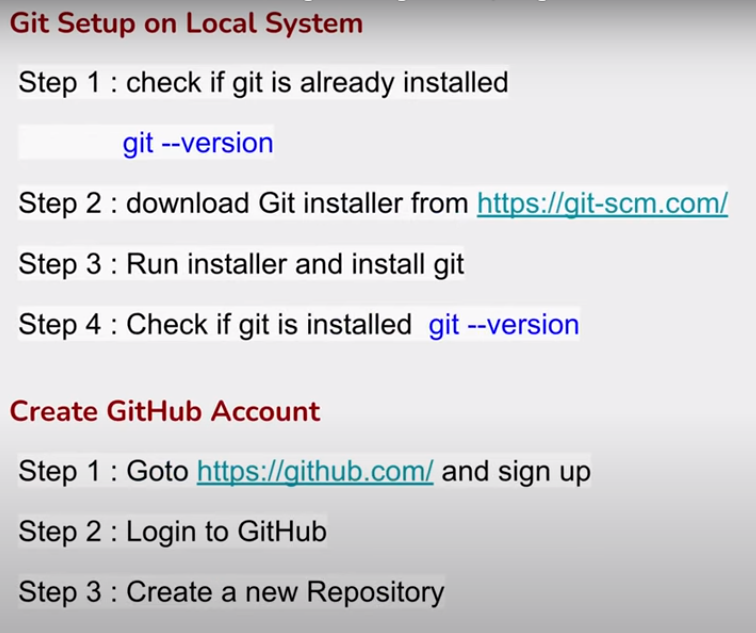 Git Setup on Local System
Step 1 : check if git is already installed
git --version
Step 2 : download Git installer from https://git-scm.com/
Step 3 : Run installer and install git
Step 4 : Check if git is installed git --version
Create GitHub Account
Step 1 : Goto https://github.com/ and sign up
Step 2 : Login to GitHub
Step 3 : Create a new Repository